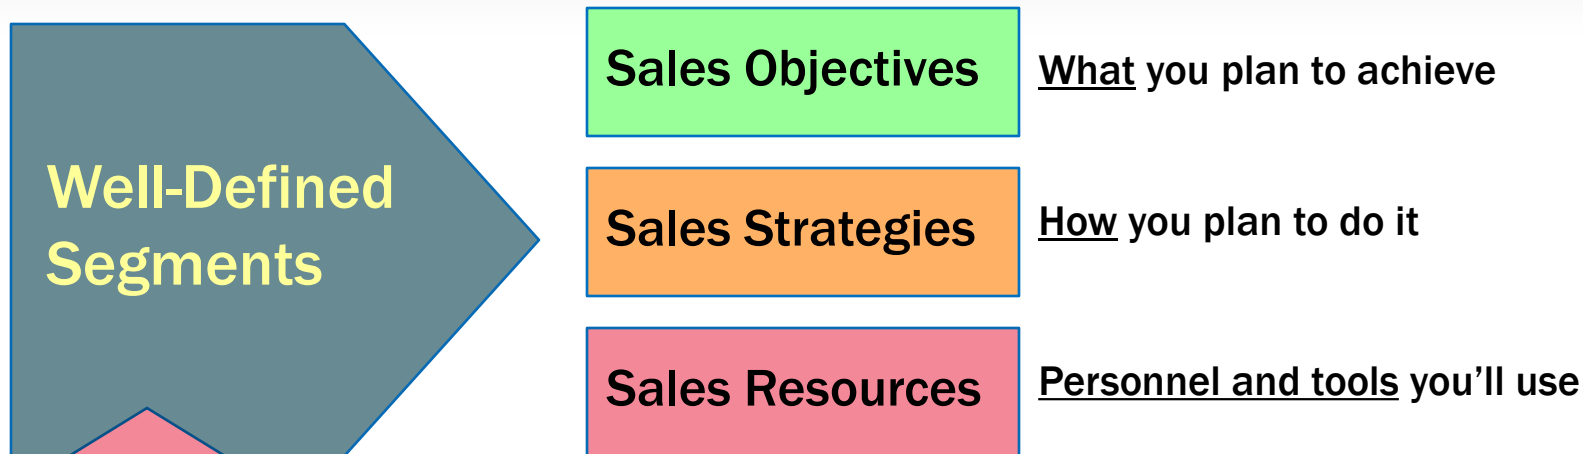 Well-Defined
Segments
Sales Objectives
What you plan to achieve
Sales Strategies
How you plan to do it
Sales Resources
Personnel and tools you’ll use